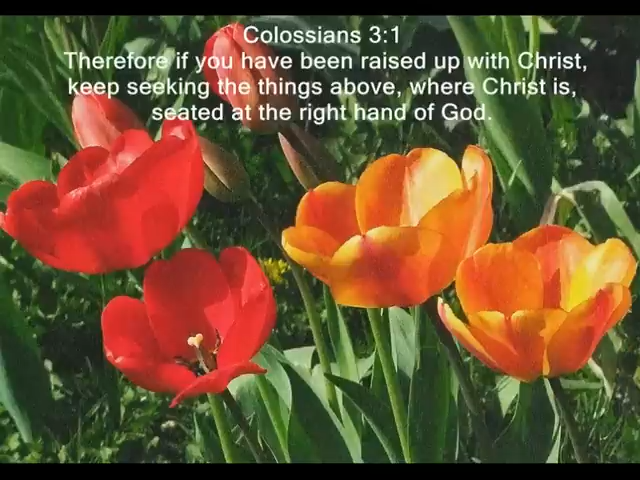 Colossians 3:1
Therefore if you have been raised up with Christ,
keep seeking the things above, where Christ is,
seated at the right hand of God.